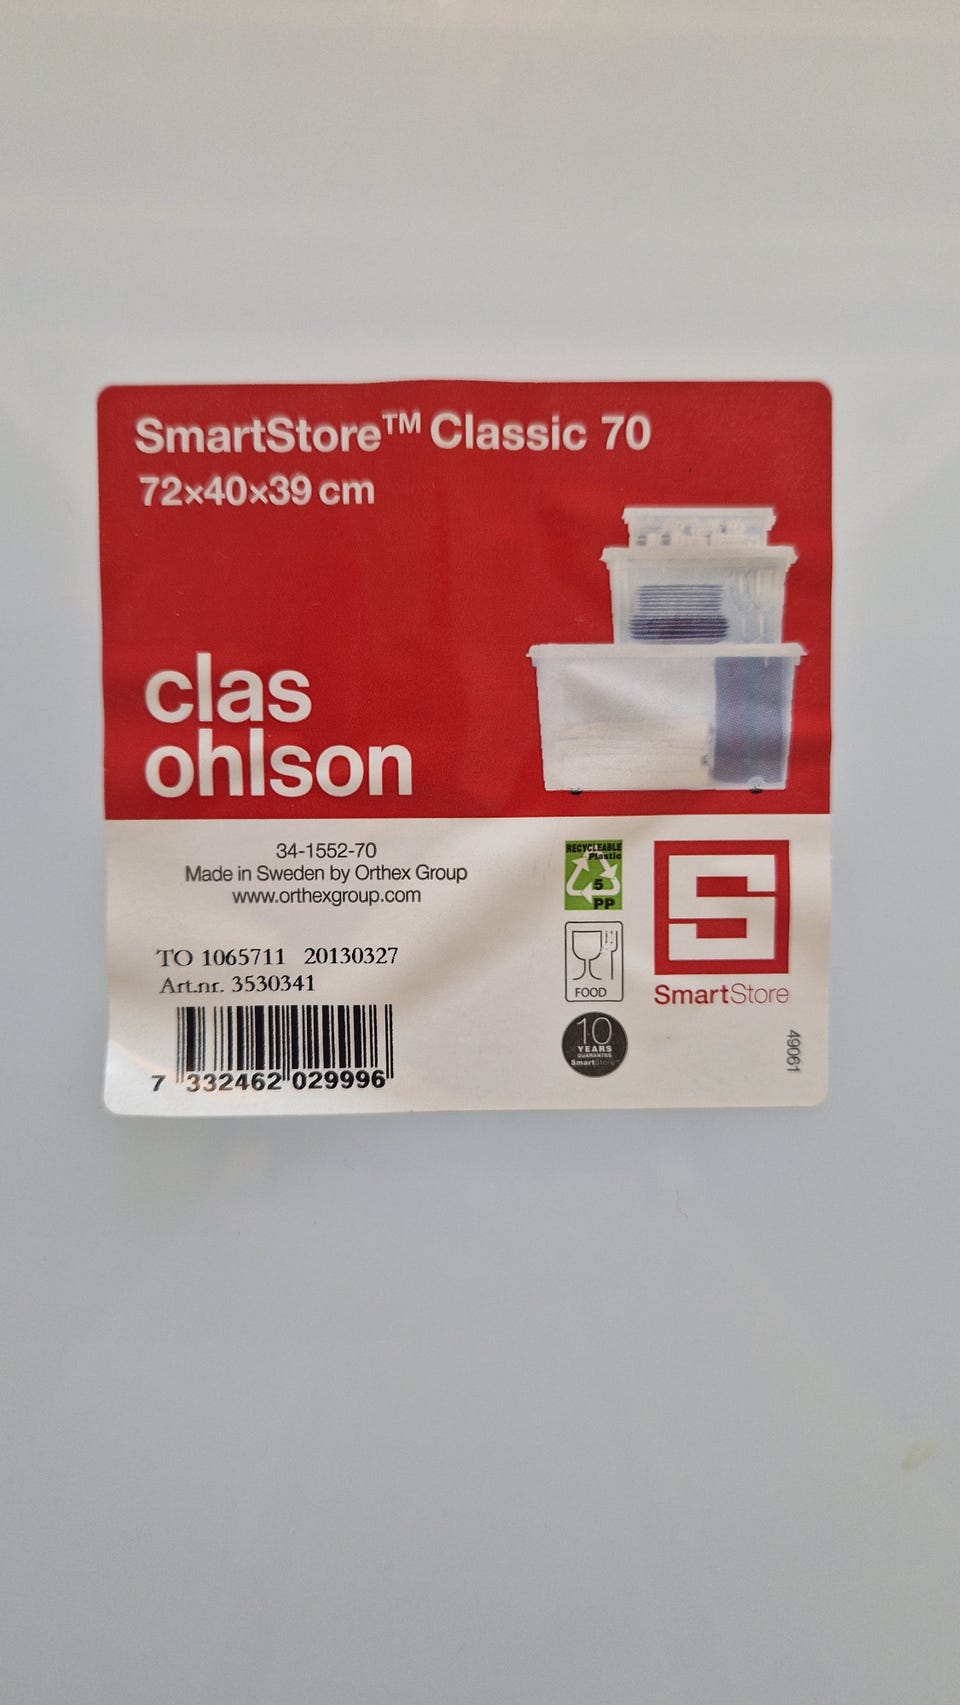 SmartStore™ Classic 70
72×40×39 cm
clas
ohlson
34-1552-70
Made in Sweden by Orthex Group
www.orthexgroup.com
TO 1065711 20130327
Art.nr. 3530341
7 332462 029996
RECYCLEABLE
Plastic
5
PP
FOOD
10
YEARS
GUARANTEE
SmartStore™
S
SmartStore
49061